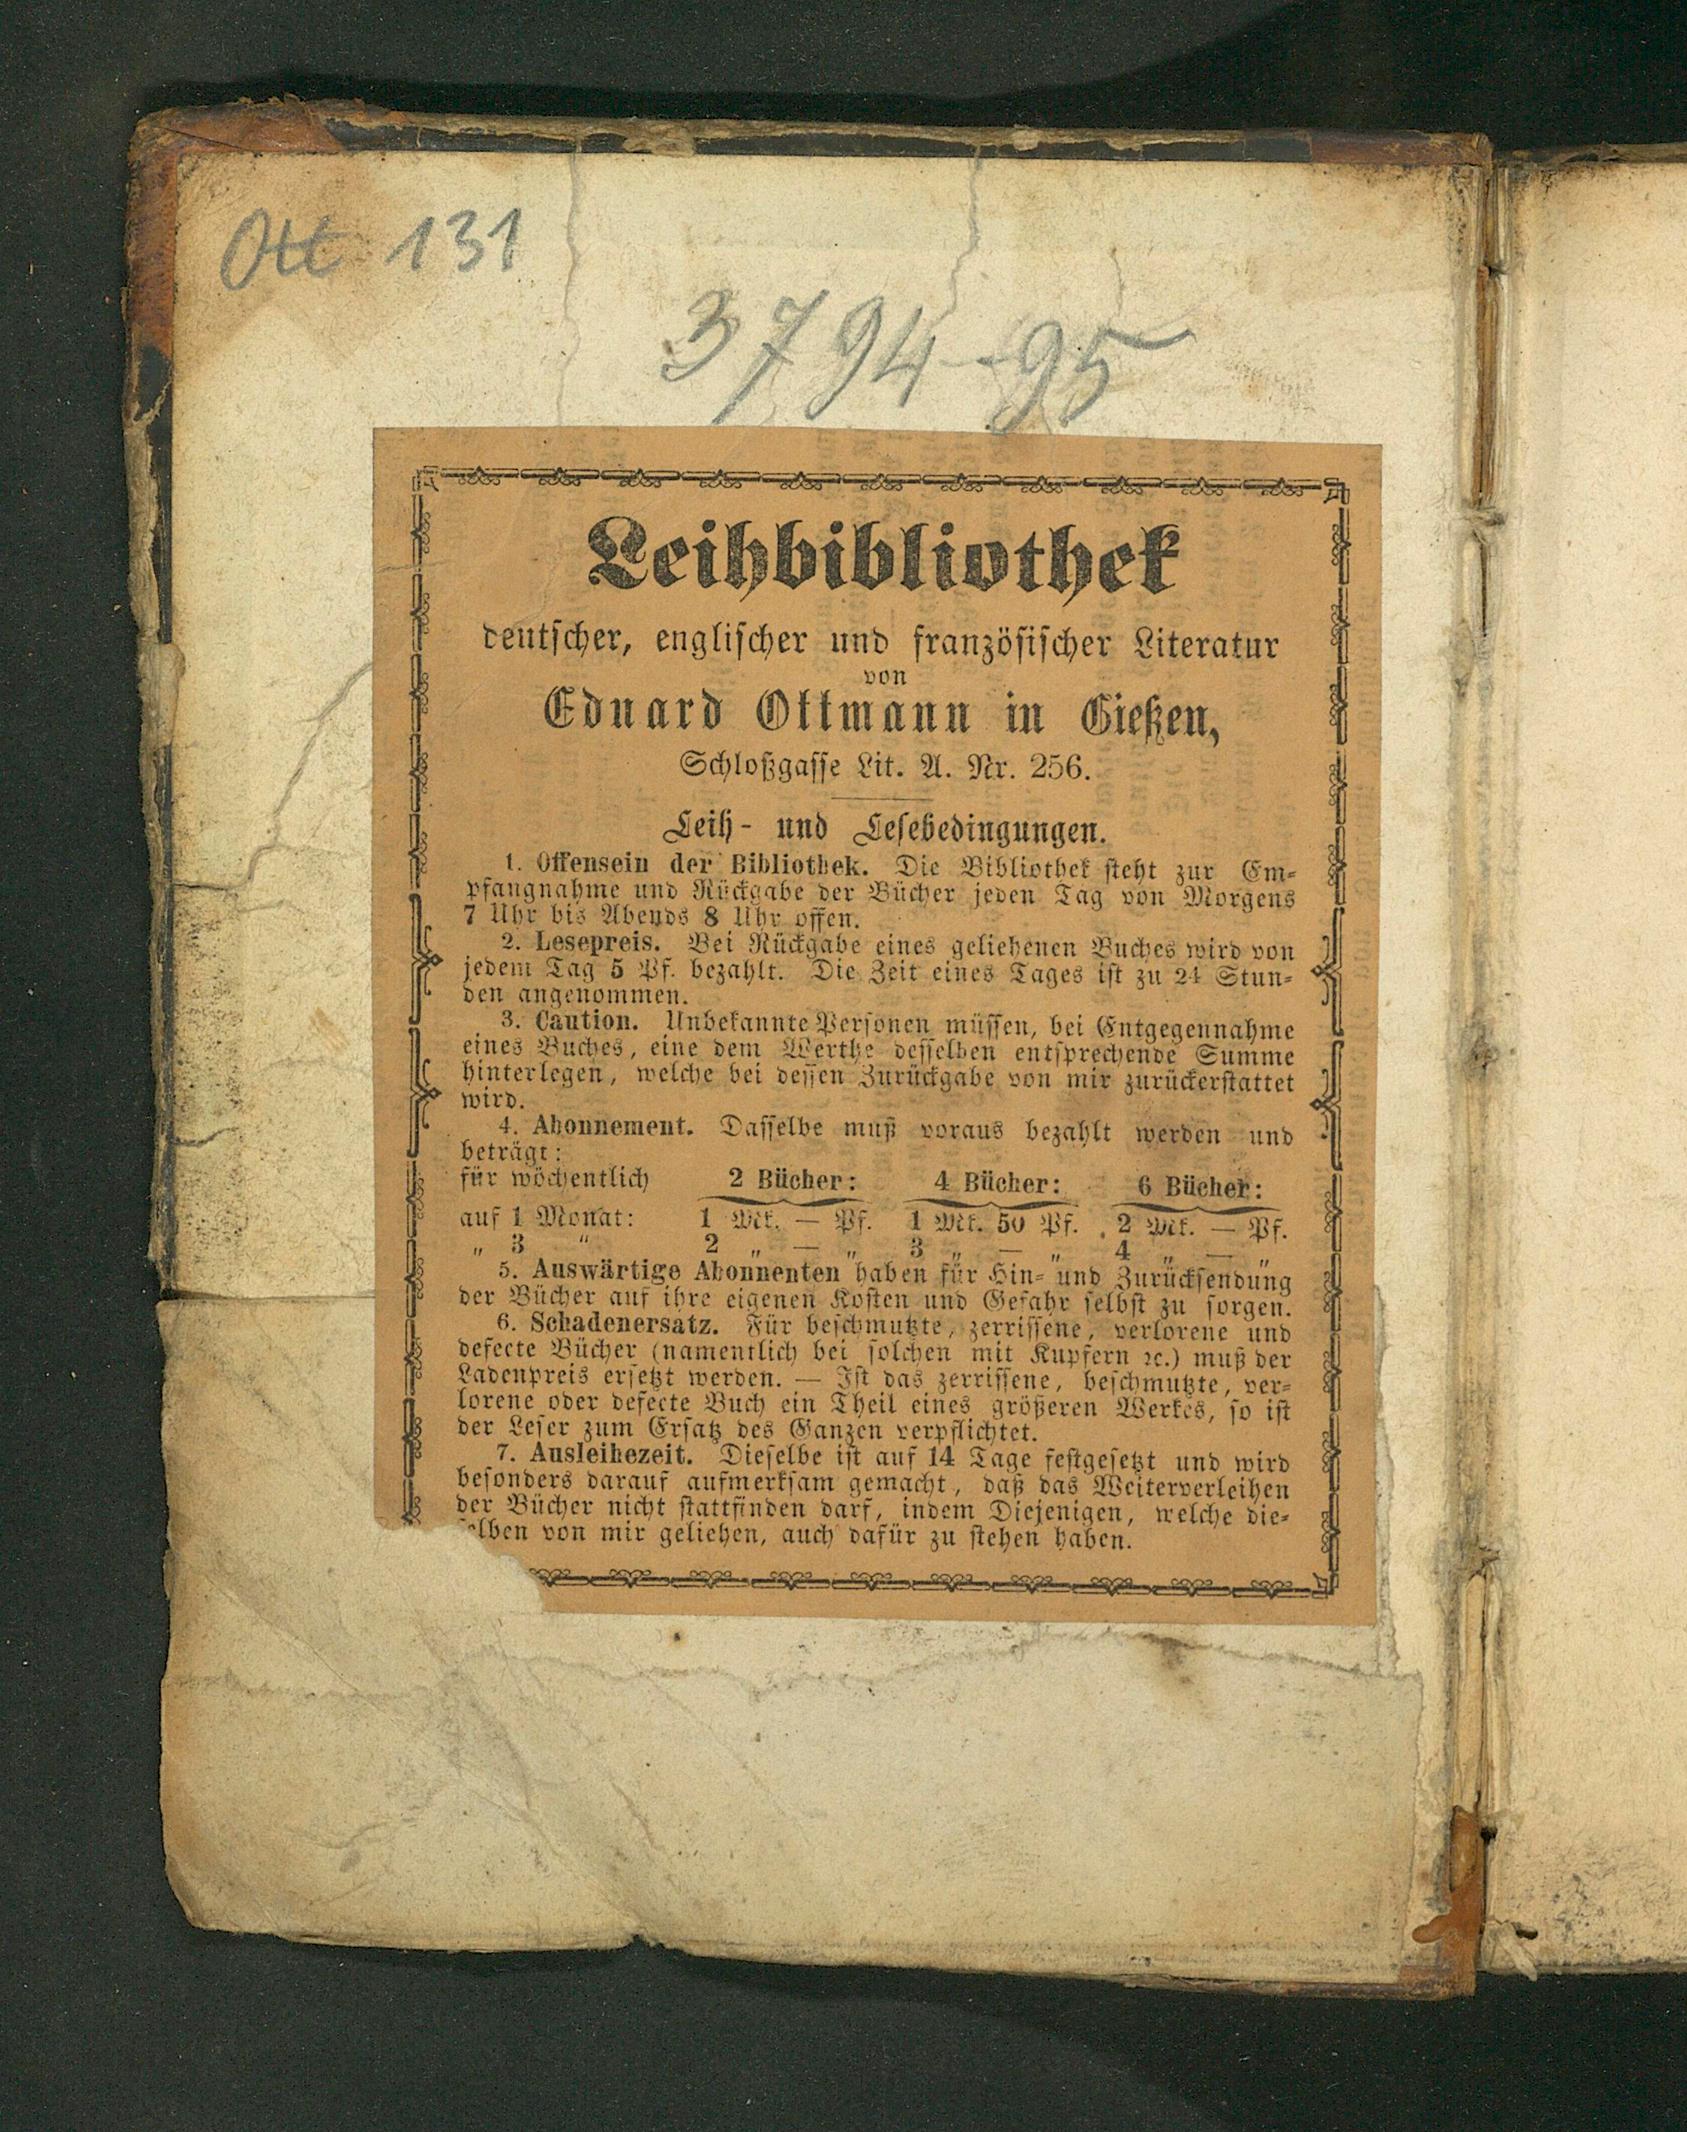 Ott 131
3794-95
Leihbibliothek
deutscher, englischer und französischer Literatur
von
Eduard Ottmann in Gießen,
Schloßgasse Lit. A. Nr. 256.
Leih- und Lesebedingungen.
1. Offensein der Bibliothek. Die Bibliothek steht zur Em-
pfangnahme und Rückgabe der Bücher jeden Tag von Morgens
7 Uhr bis Abends 8 Uhr offen.
2. Lesepreis. Bei Rückgabe eines geliehenen Buches wird von
jedem Tag 5 Pf. bezahlt. Die Zeit eines Tages ist zu 24 Stun-
den angenommen.
3. Caution. Unbekannte Personen müssen, bei Entgegennahme
eines Buches, eine dem Werthe desselben entsprechende Summe
hinterlegen, welche bei dessen Zurückgabe von mir zurückerstattet
wird.
4. Abonnement. Dasselbe muß voraus bezahlt werden und
beträgt:
für wöchentlich 2 Bücher: 4 Bücher: 6 Bücher:
auf 1 Monat: 1 Mk. — Pf. 1 Mk. 50 Pf. 2 Mk. — Pf.
„ 3 „ 2 „ — „ 3 „ — „ 4 „ — „
5. Auswärtige Abonnenten haben für Hin- und Zurücksendung
der Bücher auf ihre eigenen Kosten und Gefahr selbst zu sorgen.
6. Schadenersatz. Für beschmutzte, zerrissene, verlorene und
defecte Bücher (namentlich bei solchen mit Kupfern ꝛc.) muß der
Ladenpreis ersetzt werden. — Ist das zerrissene, beschmutzte, ver-
lorene oder defecte Buch ein Theil eines größeren Werkes, so ist
der Leser zum Ersatz des Ganzen verpflichtet.
7. Ausleihezeit. Dieselbe ist auf 14 Tage festgesetzt und wird
besonders darauf aufmerksam gemacht, daß das Weiterverleihen
der Bücher nicht stattfinden darf, indem Diejenigen, welche die-
selben von mir geliehen, auch dafür zu stehen haben.